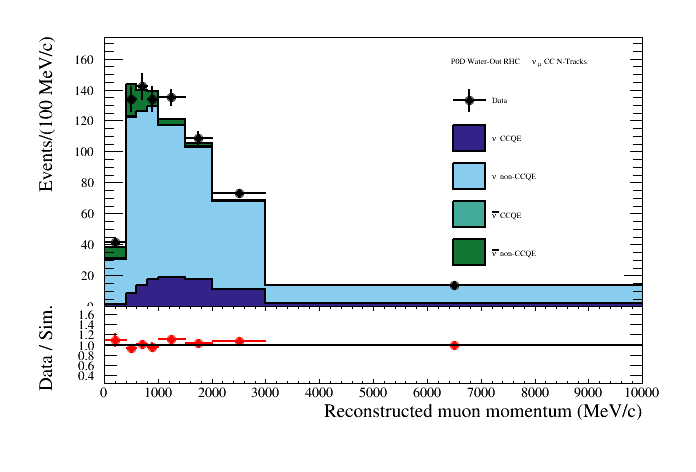 P0D Water-Out RHC ν μ CC N-Tracks
Data
ν CCQE
ν non-CCQE
ν̅ CCQE
ν̅ non-CCQE
Events/(100 MeV/c)
160
140
120
100
80
60
40
20
0
Data / Sim.
1.6
1.4
1.2
1.0
0.8
0.6
0.4
0 1000 2000 3000 4000 5000 6000 7000 8000 9000 10000
Reconstructed muon momentum (MeV/c)